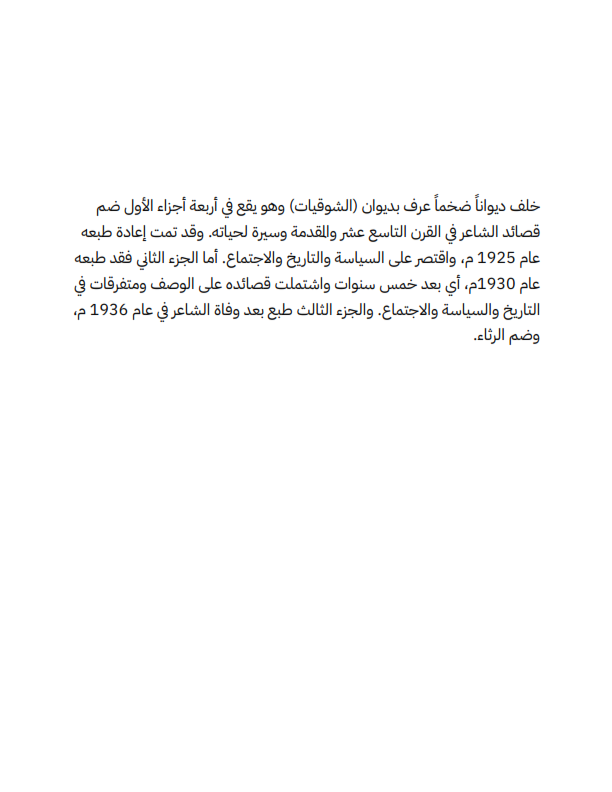 خلف ديواناً ضخماً عرف بديوان (الشوقيات) وهو يقع في أربعة أجزاء الأول ضم
قصائد الشاعر في القرن التاسع عشر والمقدمة وسيرة لحياته. وقد تمت إعادة طبعه
عام 1925 م، واقتصر على السياسة والتاريخ والاجتماع. أما الجزء الثاني فقد طبعه
عام 1930م، أي بعد خمس سنوات واشتملت قصائده على الوصف ومتفرقات في
التاريخ والسياسة والاجتماع. والجزء الثالث طبع بعد وفاة الشاعر في عام 1936 م،
وضم الرثاء.